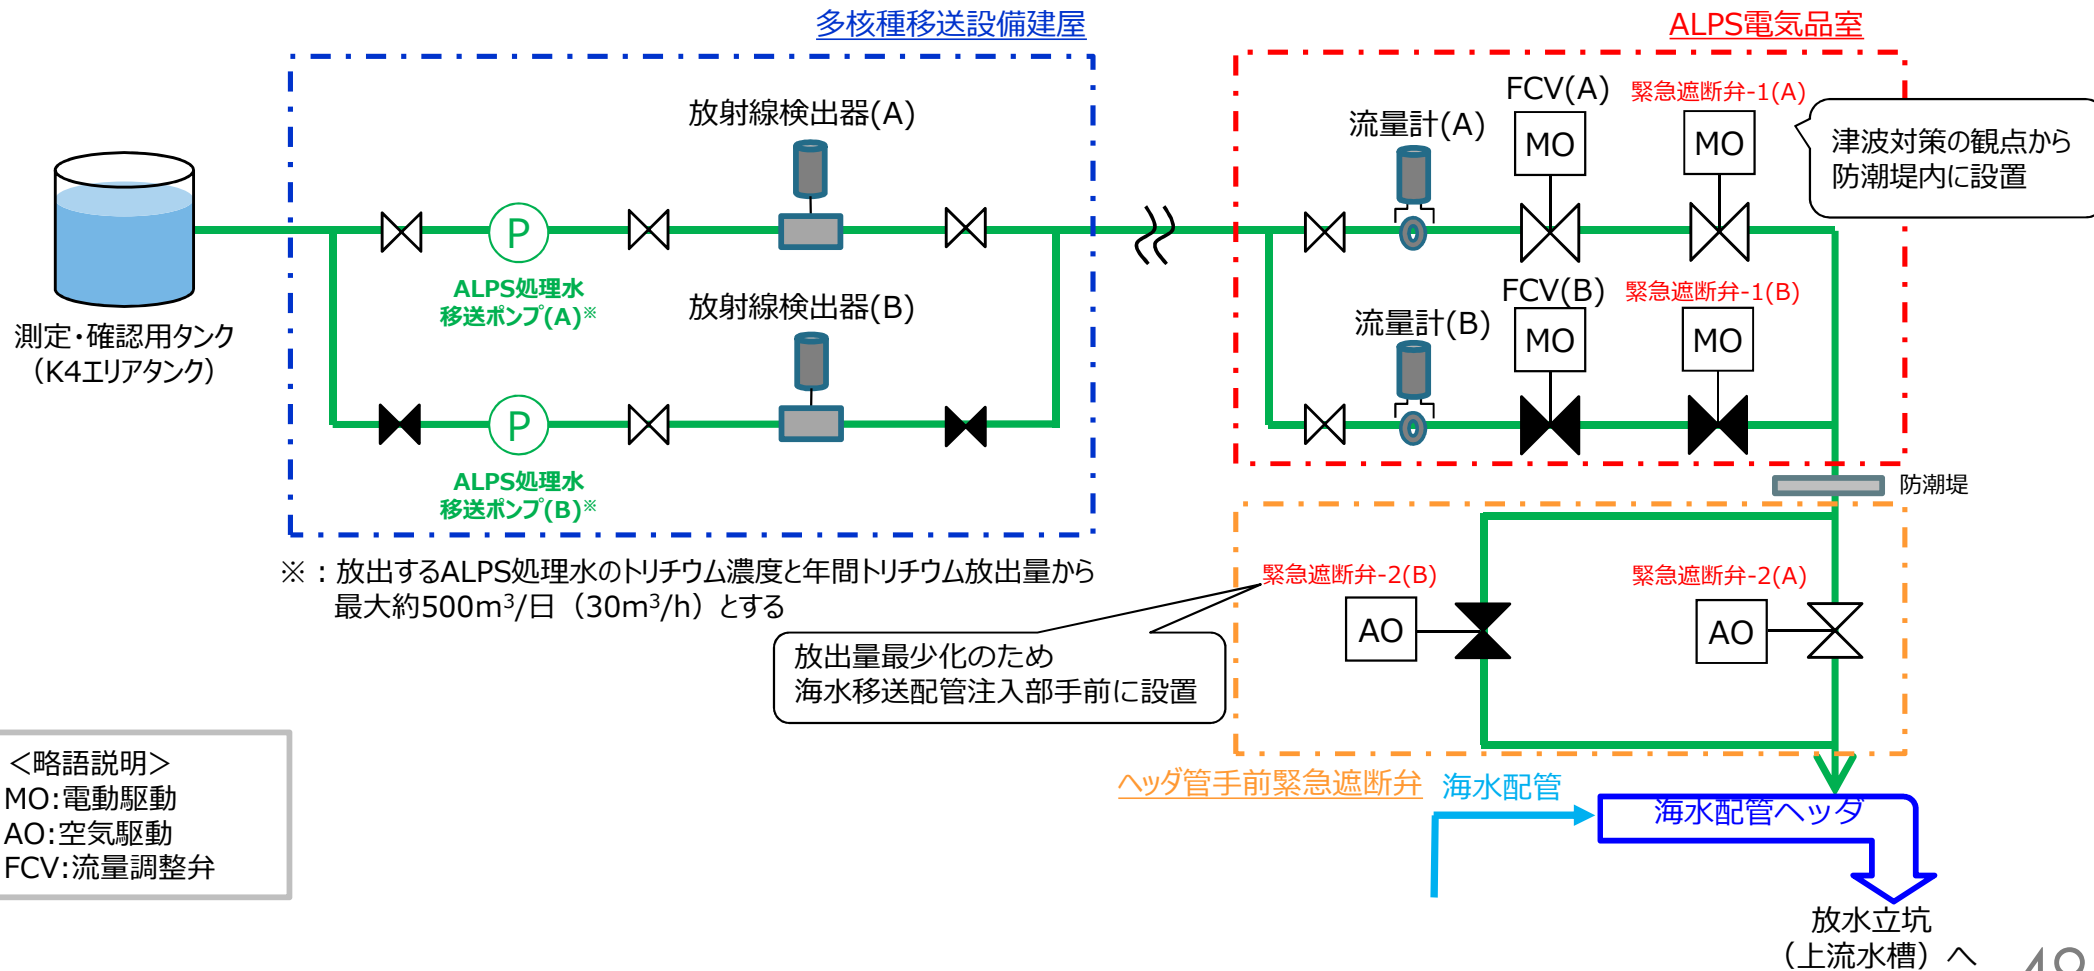 多核種移送設備建屋
ALPS電気品室
放射線検出器(A)
P
ALPS処理水
移送ポンプ(A)※
放射線検出器(B)
P
ALPS処理水
移送ポンプ(B)※
測定・確認用タンク
（K4エリアタンク）
流量計(A)
FCV(A)
MO
緊急遮断弁-1(A)
MO
津波対策の観点から
防潮堤内に設置
流量計(B)
FCV(B)
MO
緊急遮断弁-1(B)
MO
防潮堤
※：放出するALPS処理水のトリチウム濃度と年間トリチウム放出量から
最大約500m³/日（30m³/h）とする
緊急遮断弁-2(B)
AO
緊急遮断弁-2(A)
AO
放出量最少化のため
海水移送配管注入部手前に設置
＜略語説明＞
MO:電動駆動
AO:空気駆動
FCV:流量調整弁
ヘッダ管手前緊急遮断弁
海水配管
海水配管ヘッダ
放水立坑
（上流水槽）へ